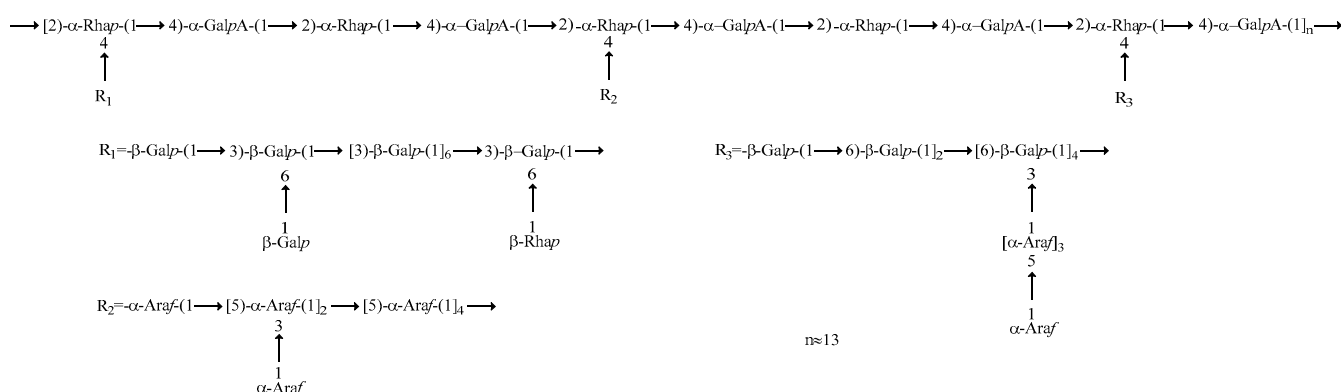 [2)-α-Rhap-(1⟶4)-α-GalpA-(1⟶2)-α-Rhap-(1⟶4)-α–GalpA-(1⟶2)-α-Rhap-(1⟶4)-α–GalpA-(1⟶2)-α-Rhap-(1⟶4)-α–GalpA-(1⟶2)-α-Rhap-(1⟶4)-α-GalpA-(1]n
4 4 4
R1 R2 R3
R1=-β-Galp-(1⟶3)-β-Galp-(1⟶[3)-β-Galp-(1]6⟶3)-β–Galp-(1⟶
6 6
1 1
β-Galp β-Rhap
R3=-β-Galp-(1⟶6)-β-Galp-(1]2⟶[6)-β-Galp-(1]4⟶
3
1
[α-Araf]3
5
1
α-Araf
R2=-α-Araf-(1⟶[5)-α-Araf-(1]2⟶[5)-α-Araf-(1]4⟶
3
1
α-Araf
n≈13